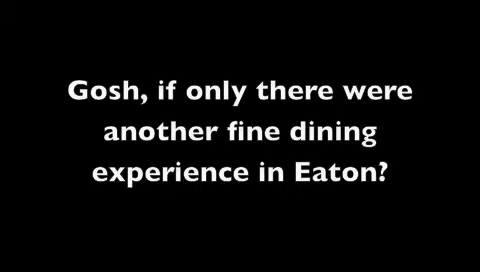 Gosh, if only there were
another fine dining
experience in Eaton?